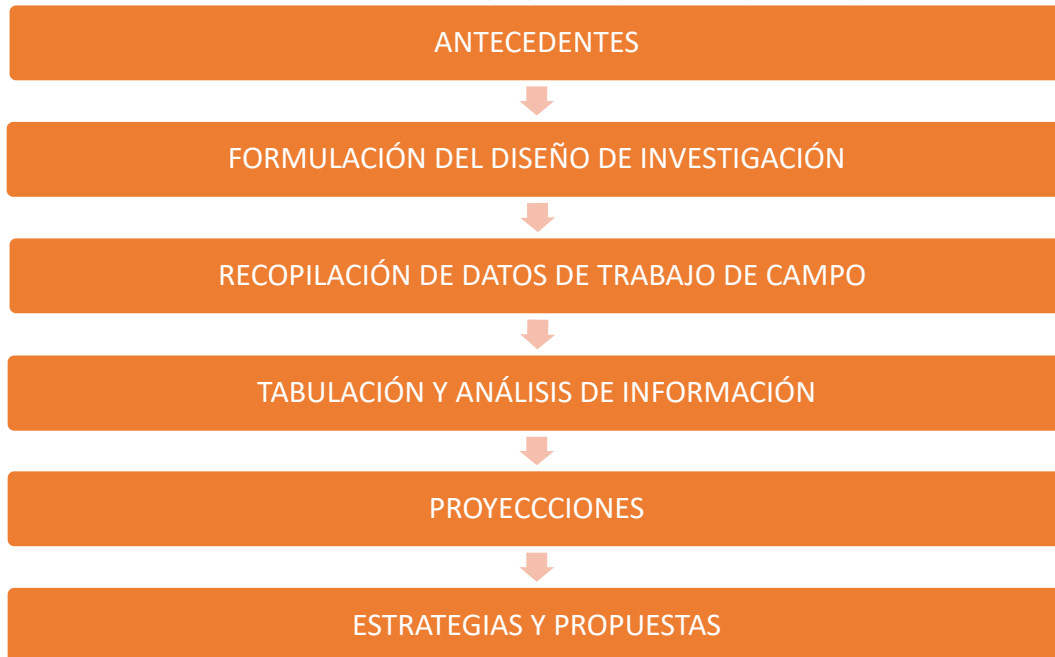 ANTECEDENTES
FORMULACIÓN DEL DISEÑO DE INVESTIGACIÓN
RECOPILACIÓN DE DATOS DE TRABAJO DE CAMPO
TABULACIÓN Y ANÁLISIS DE INFORMACIÓN
PROYECCCIONES
ESTRATEGIAS Y PROPUESTAS